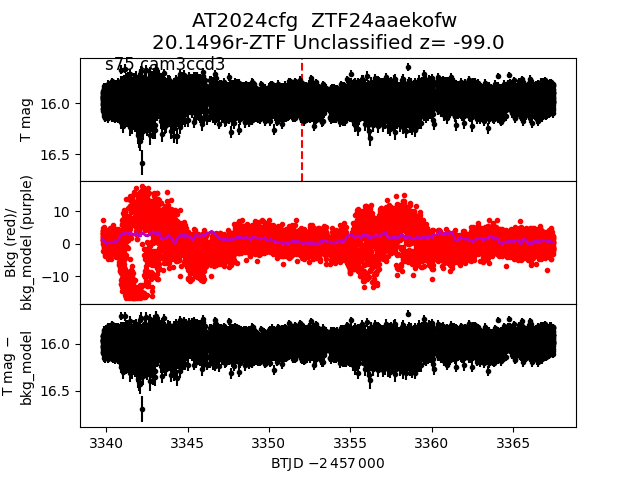 AT2024cfg  ZTF24aaekofw
20.1496r-ZTF Unclassified z= -99.0
s75 cam3ccd3
T mag
16.0
16.5
Bkg (red)/
bkg_model (purple)
10
0
−10
T mag −
bkg_model
16.0
16.5
3340 3345 3350 3355 3360 3365
BTJD −2 457 000